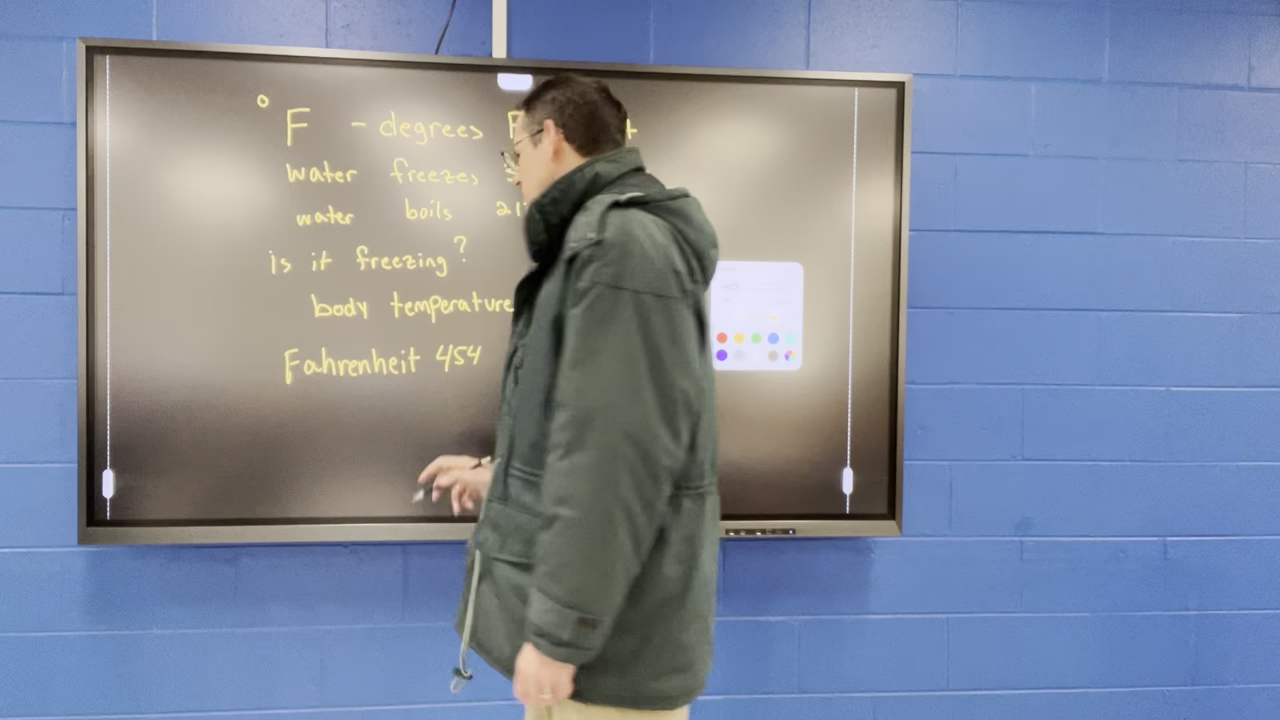 °F - degrees
water freezes
water boils
is it freezing?
body temperature
Fahrenheit 454